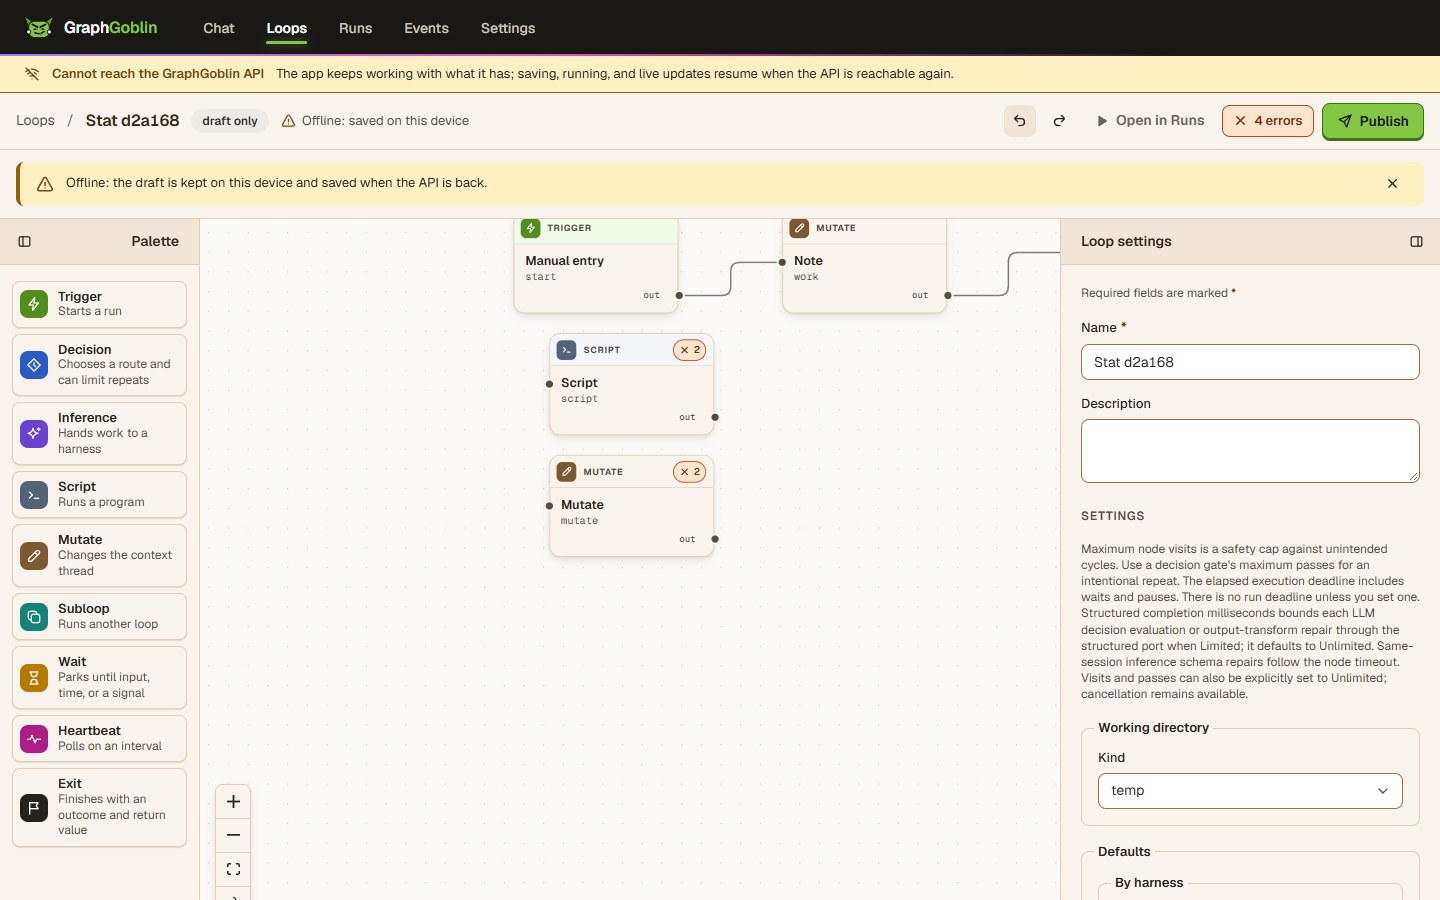 GraphGoblin
Chat
Loops
Runs
Events
Settings
Cannot reach the GraphGoblin API The app keeps working with what it has; saving, running, and live updates resume when the API is reachable again.
Loops / Stat d2a168 draft only Offline: saved on this device
Open in Runs
4 errors
Publish
Offline: the draft is kept on this device and saved when the API is back.
Palette
Trigger
Starts a run
Decision
Chooses a route and
can limit repeats
Inference
Hands work to a
harness
Script
Runs a program
Mutate
Changes the context
thread
Subloop
Runs another loop
Wait
Parks until input,
time, or a signal
Heartbeat
Polls on an interval
Exit
Finishes with an
outcome and return
value
TRIGGER
Manual entry
start
out
MUTATE
Note
work
out
SCRIPT
2
Script
script
out
MUTATE
2
Mutate
mutate
out
Loop settings
Required fields are marked *
Name *
Stat d2a168
Description
SETTINGS
Maximum node visits is a safety cap against unintended
cycles. Use a decision gate's maximum passes for an
intentional repeat. The elapsed execution deadline includes
waits and pauses. There is no run deadline unless you set one.
Structured completion milliseconds bounds each LLM
decision evaluation or output-transform repair through the
structured port when Limited; it defaults to Unlimited. Same-
session inference schema repairs follow the node timeout.
Visits and passes can also be explicitly set to Unlimited;
cancellation remains available.
Working directory
Kind
temp
Defaults
By harness